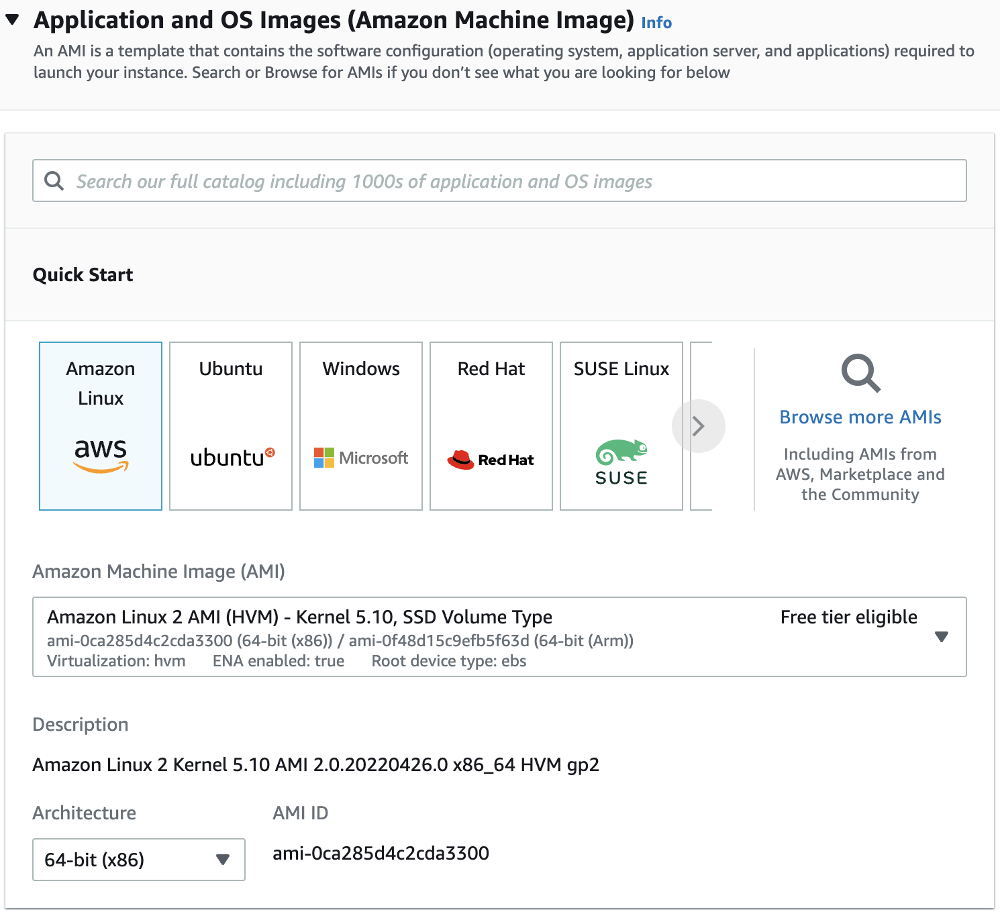 Application and OS Images (Amazon Machine Image) Info
An AMI is a template that contains the software configuration (operating system, application server, and applications) required to
launch your instance. Search or Browse for AMIs if you don’t see what you are looking for below
Search our full catalog including 1000s of application and OS images
Quick Start
Amazon
Linux
aws
Ubuntu
ubuntu
Windows
Microsoft
Red Hat
Red Hat
SUSE Linux
SUSE
Browse more AMIs
Including AMIs from
AWS, Marketplace and
the Community
Amazon Machine Image (AMI)
Amazon Linux 2 AMI (HVM) - Kernel 5.10, SSD Volume Type Free tier eligible
ami-0ca285d4c2cda3300 (64-bit (x86)) / ami-0f48d15c9efb5f63d (64-bit (Arm))
Virtualization: hvm ENA enabled: true Root device type: ebs
Description
Amazon Linux 2 Kernel 5.10 AMI 2.0.20220426.0 x86_64 HVM gp2
Architecture AMI ID
64-bit (x86) ami-0ca285d4c2cda3300